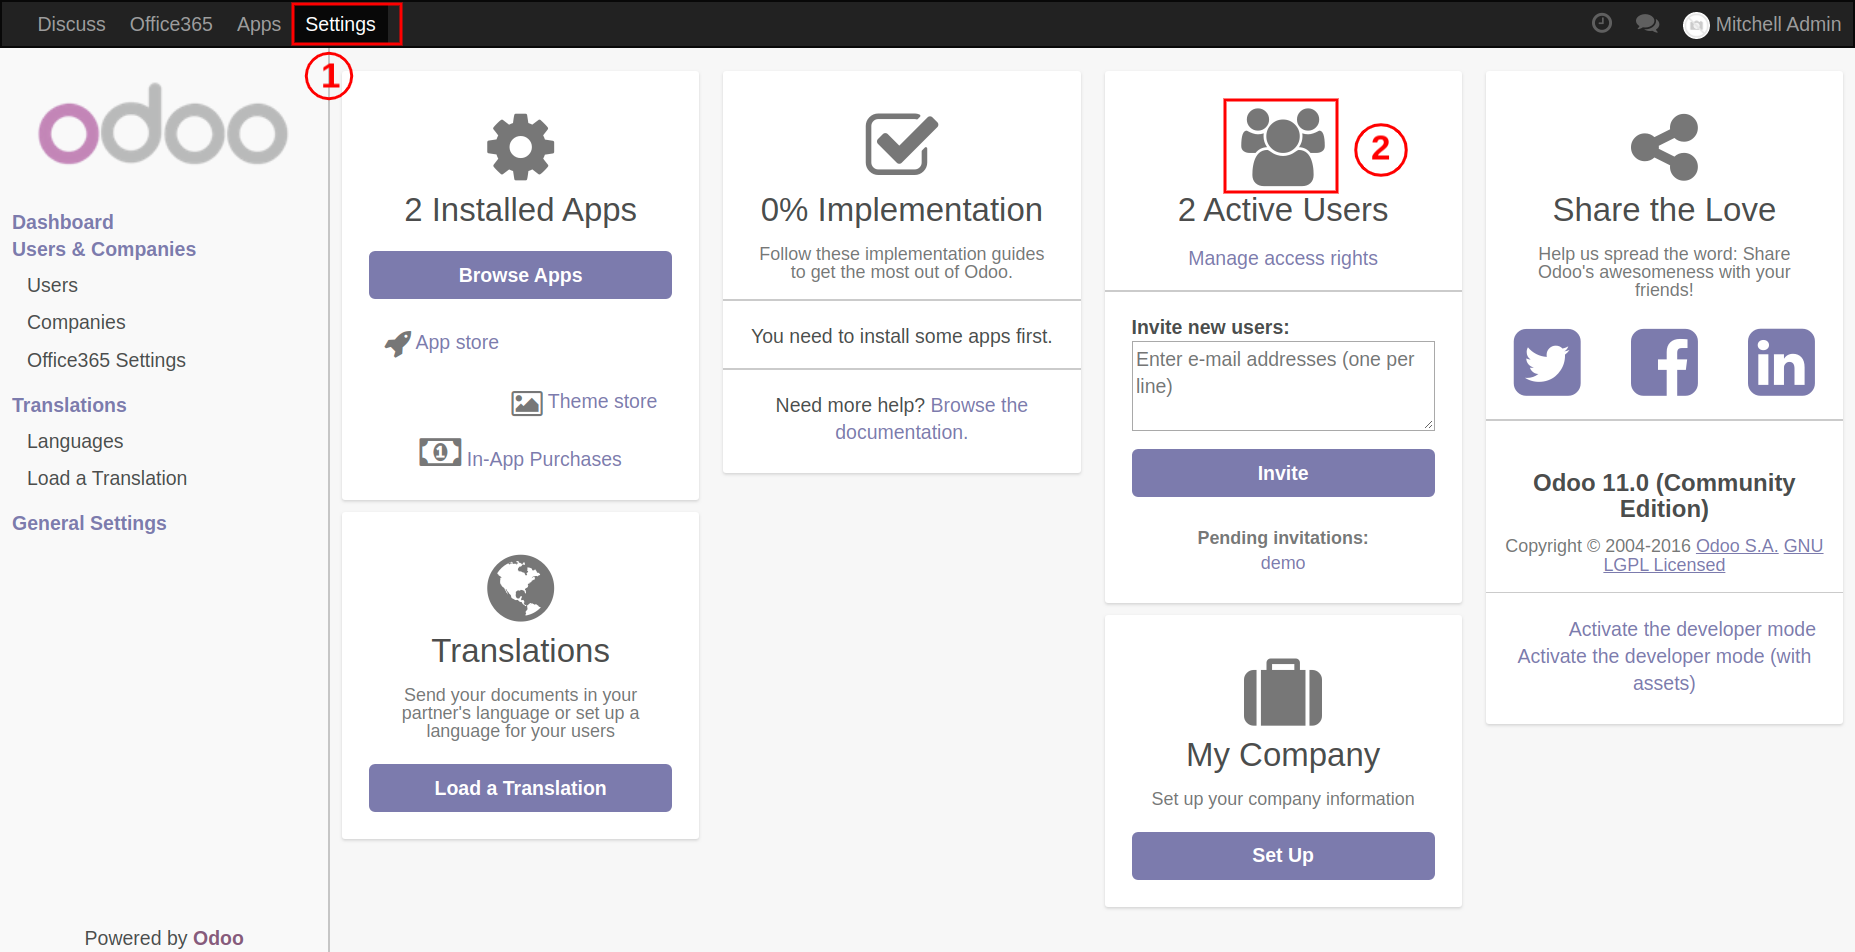 Discuss Office365 Apps Settings Mitchell Admin
1
odoo
Dashboard
Users & Companies
Users
Companies
Office365 Settings
Translations
Languages
Load a Translation
General Settings
Powered by Odoo
2 Installed Apps
Browse Apps
App store
Theme store
1
In-App Purchases
Translations
Send your documents in your
partner's language or set up a
language for your users
Load a Translation
0% Implementation
Follow these implementation guides
to get the most out of Odoo.
You need to install some apps first.
Need more help? Browse the
documentation.
2
2 Active Users
Manage access rights
Invite new users:
Enter e-mail addresses (one per
line)
Invite
Pending invitations:
demo
My Company
Set up your company information
Set Up
Share the Love
Help us spread the word: Share
Odoo's awesomeness with your
friends!
f
in
Odoo 11.0 (Community
Edition)
Copyright © 2004-2016 Odoo S.A. GNU
LGPL Licensed
Activate the developer mode
Activate the developer mode (with
assets)